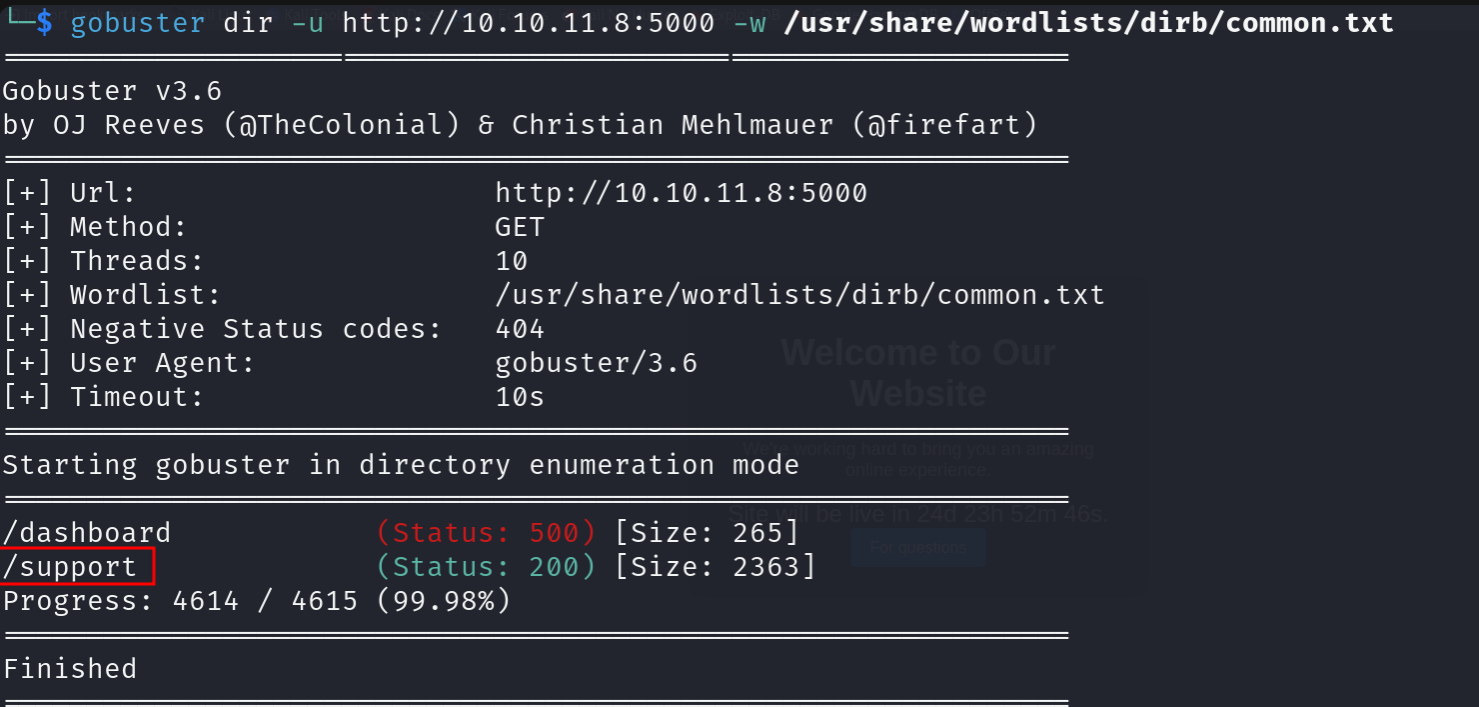 └─$ gobuster dir -u http://10.10.11.8:5000 -w /usr/share/wordlists/dirb/common.txt
===============================================================
Gobuster v3.6
by OJ Reeves (@TheColonial) & Christian Mehlmauer (@firefart)
===============================================================
[+] Url:                     http://10.10.11.8:5000
[+] Method:                  GET
[+] Threads:                 10
[+] Wordlist:                /usr/share/wordlists/dirb/common.txt
[+] Negative Status codes:   404
[+] User Agent:              gobuster/3.6
[+] Timeout:                 10s
===============================================================
Starting gobuster in directory enumeration mode
===============================================================
/dashboard            (Status: 500) [Size: 265]
/support              (Status: 200) [Size: 2363]
Progress: 4614 / 4615 (99.98%)
===============================================================
Finished
===============================================================
Welcome to Our
Website
We're working hard to bring you an amazing
online experience.
Site will be live in 24d 23h 52m 46s.
For questions